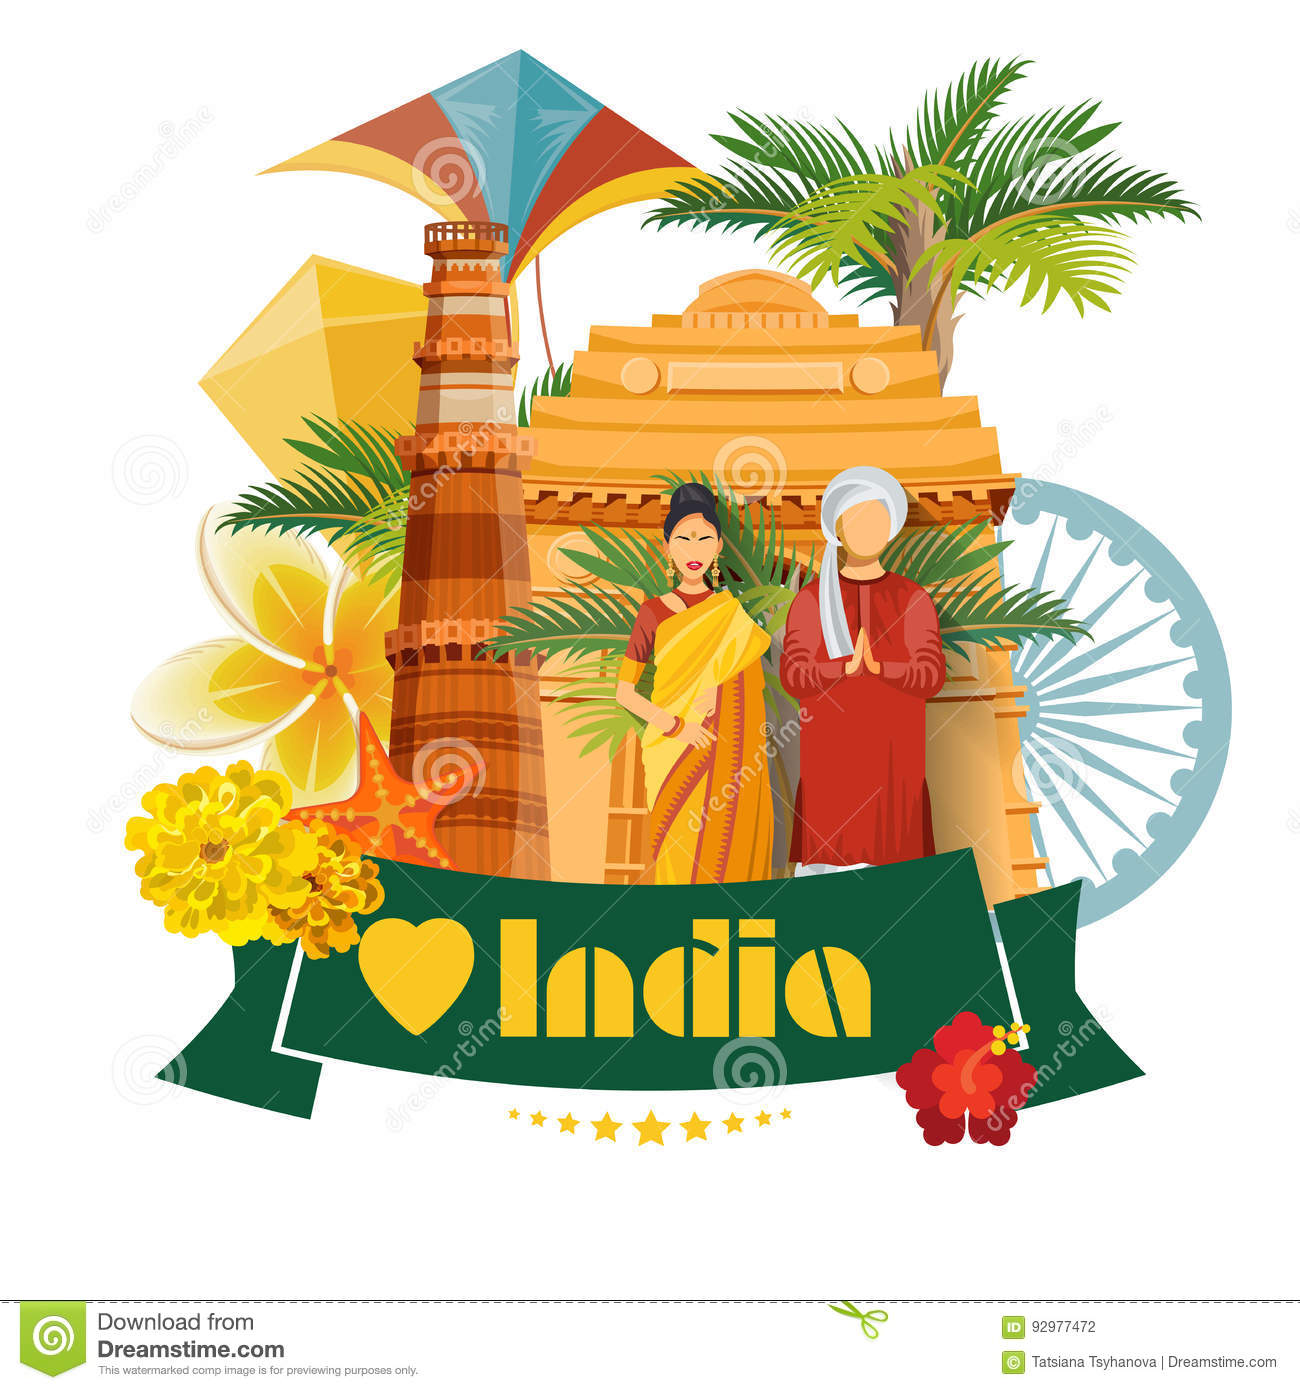 India
Download from
Dreamstime.com
This watermarked comp image is for previewing purposes only.
ID 92977472
© Tatsiana Tsyhanova | Dreamstime.com
dreamstime